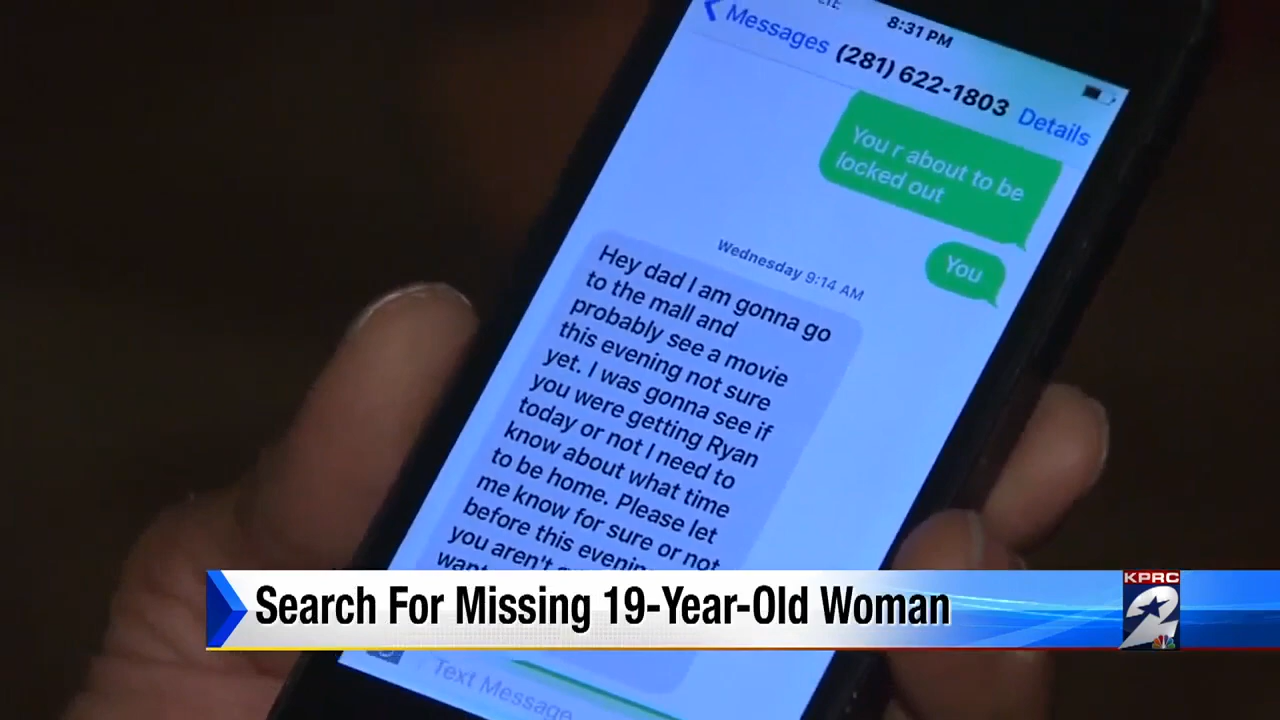 8:31 PM
Messages (281) 622-1803 Details
You r about to be
locked out
You
Wednesday 9:14 AM
Hey dad I am gonna go
to the mall and
probably see a movie
this evening not sure
yet. I was gonna see if
you were getting Ryan
today or not I need to
know about what time
to be home. Please let
me know for sure or not
before this evening
you aren't
want
Search For Missing 19-Year-Old Woman
KPRC
2
Text Message